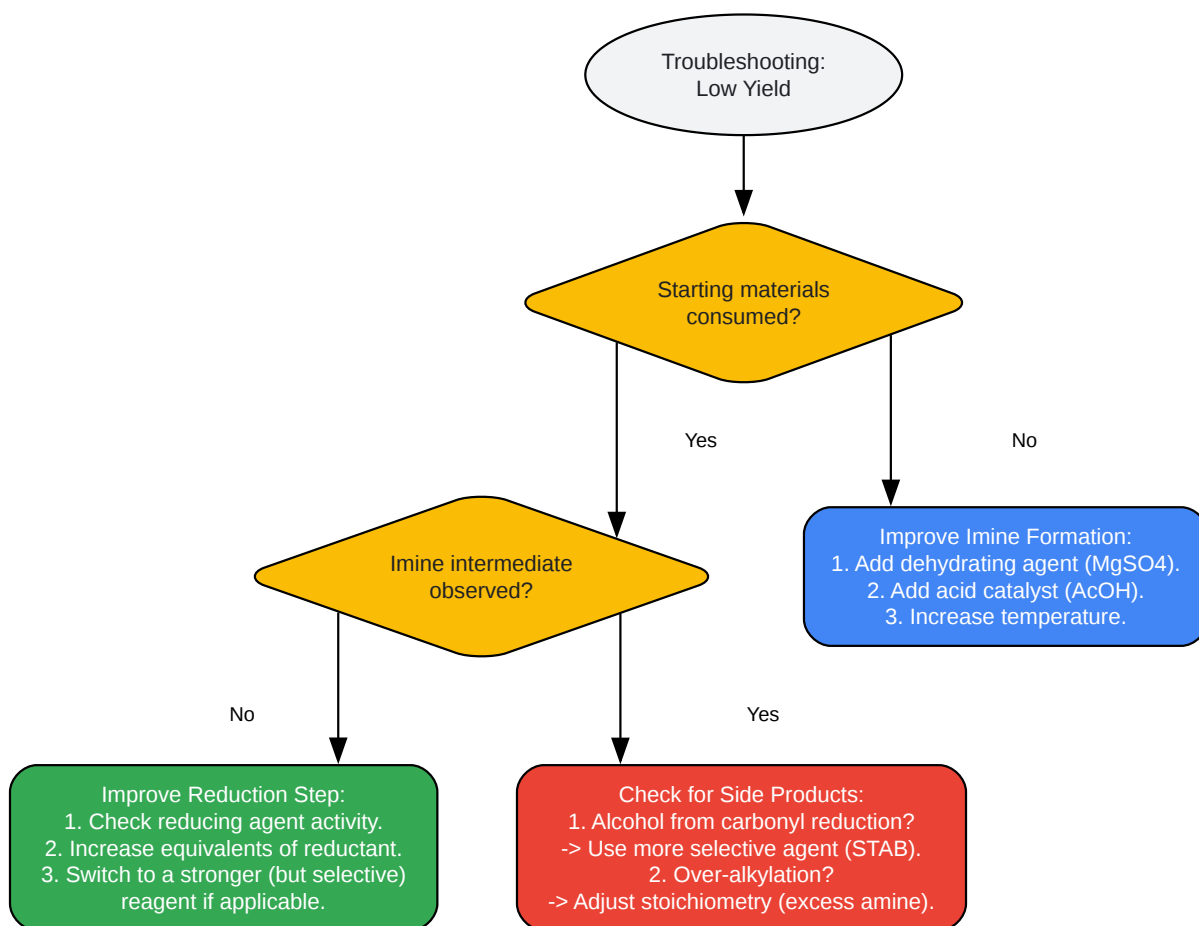 Troubleshooting:
Low Yield
Starting materials
consumed?
Yes
No
Imine intermediate
observed?
Improve Imine Formation:
1. Add dehydrating agent (MgSO4).
2. Add acid catalyst (AcOH).
3. Increase temperature.
No
Yes
Improve Reduction Step:
1. Check reducing agent activity.
2. Increase equivalents of reductant.
3. Switch to a stronger (but selective)
reagent if applicable.
Check for Side Products:
1. Alcohol from carbonyl reduction?
-> Use more selective agent (STAB).
2. Over-alkylation?
-> Adjust stoichiometry (excess amine).